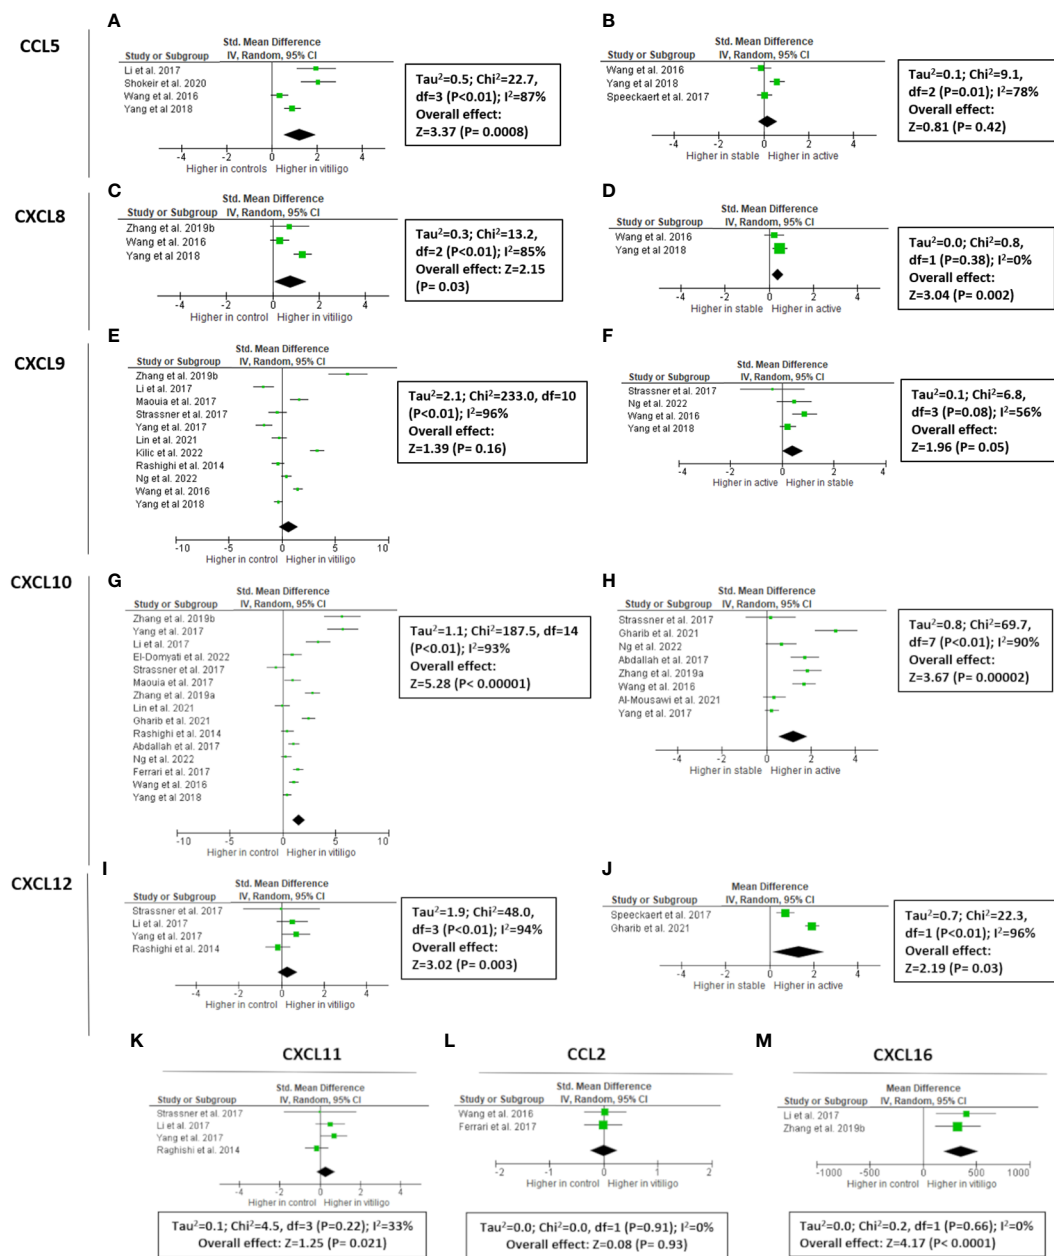 CCL5
A
Std. Mean Difference
Study or Subgroup IV, Random, 95% CI
Li et al. 2017
Shokeir et al. 2020
Wang et al. 2016
Yang et al 2018
-4 -2 0 2 4
Higher in controls Higher in vitiligo
Tau²=0.5; Chi²=22.7,
df=3 (P<0.01); I²=87%
Overall effect:
Z=3.37 (P= 0.0008)
B
Std. Mean Difference
Study or Subgroup IV, Random, 95% CI
Wang et al. 2016
Yang et al 2018
Speeckaert et al. 2017
-4 -2 0 2 4
Higher in stable Higher in active
Tau²=0.1; Chi²=9.1,
df=2 (P=0.01); I²=78%
Overall effect:
Z=0.81 (P= 0.42)
CXCL8
C
Std. Mean Difference
Study or Subgroup IV, Random, 95% CI
Zhang et al. 2019b
Wang et al. 2016
Yang et al 2018
-4 -2 0 2 4
Higher in control Higher in vitiligo
Tau²=0.3; Chi²=13.2,
df=2 (P<0.01); I²=85%
Overall effect: Z=2.15
(P= 0.03)
D
Std. Mean Difference
Study or Subgroup IV, Random, 95% CI
Wang et al. 2016
Yang et al 2018
-4 -2 0 2 4
Higher in stable Higher in active
Tau²=0.0; Chi²=0.8,
df=1 (P=0.38); I²=0%
Overall effect:
Z=3.04 (P= 0.002)
CXCL9
E
Std. Mean Difference
Study or Subgroup IV, Random, 95% CI
Zhang et al. 2019b
Li et al. 2017
Maouia et al. 2017
Strassner et al. 2017
Yang et al. 2017
Lin et al. 2021
Kilic et al. 2022
Rashighi et al. 2014
Ng et al. 2022
Wang et al. 2016
Yang et al 2018
-10 -5 0 5 10
Higher in control Higher in vitiligo
Tau²=2.1; Chi²=233.0, df=10
(P<0.01); I²=96%
Overall effect:
Z=1.39 (P= 0.16)
F
Std. Mean Difference
Study or Subgroup IV, Random, 95% CI
Strassner et al. 2017
Ng et al. 2022
Wang et al. 2016
Yang et al 2018
-4 -2 0 2 4
Higher in active Higher in stable
Tau²=0.1; Chi²=6.8,
df=3 (P=0.08); I²=56%
Overall effect:
Z=1.96 (P= 0.05)
CXCL10
G
Std. Mean Difference
Study or Subgroup IV, Random, 95% CI
Zhang et al. 2019b
Yang et al. 2017
Li et al. 2017
El-Domyati et al. 2022
Strassner et al. 2017
Maouia et al. 2017
Zhang et al. 2019a
Lin et al. 2021
Gharib et al. 2021
Rashighi et al. 2014
Abdallah et al. 2017
Ng et al. 2022
Ferrari et al. 2017
Wang et al. 2016
Yang et al 2018
-10 -5 0 5 10
Higher in control Higher in vitiligo
Tau²=1.1; Chi²=187.5, df=14
(P<0.01); I²=93%
Overall effect:
Z=5.28 (P< 0.00001)
H
Std. Mean Difference
Study or Subgroup IV, Random, 95% CI
Strassner et al. 2017
Gharib et al. 2021
Ng et al. 2022
Abdallah et al. 2017
Zhang et al. 2019a
Wang et al. 2016
Al-Mousawi et al. 2021
Yang et al. 2017
-4 -2 0 2 4
Higher in stable Higher in active
Tau²=0.8; Chi²=69.7,
df=7 (P<0.01); I²=90%
Overall effect:
Z=3.67 (P= 0.00002)
CXCL12
I
Std. Mean Difference
Study or Subgroup IV, Random, 95% CI
Strassner et al. 2017
Li et al. 2017
Yang et al. 2017
Rashighi et al. 2014
-4 -2 0 2 4
Higher in control Higher in vitiligo
Tau²=1.9; Chi²=48.0,
df=3 (P<0.01); I²=94%
Overall effect:
Z=3.02 (P= 0.003)
J
Mean Difference
Study or Subgroup IV, Random, 95% CI
Speeckaert et al. 2017
Gharib et al. 2021
-4 -2 0 2 4
Higher in stable Higher in active
Tau²=0.7; Chi²=22.3,
df=1 (P<0.01); I²=96%
Overall effect:
Z=2.19 (P= 0.03)
K
CXCL11
Std. Mean Difference
Study or Subgroup IV, Random, 95% CI
Strassner et al. 2017
Li et al. 2017
Yang et al. 2017
Raghishi et al. 2014
-4 -2 0 2 4
Higher in control Higher in vitiligo
Tau²=0.1; Chi²=4.5, df=3 (P=0.22); I²=33%
Overall effect: Z=1.25 (P= 0.021)
L
CCL2
Std. Mean Difference
Study or Subgroup IV, Random, 95% CI
Wang et al. 2016
Ferrari et al. 2017
-2 -1 0 1 2
Higher in control Higher in vitiligo
Tau²=0.0; Chi²=0.0, df=1 (P=0.91); I²=0%
Overall effect: Z=0.08 (P= 0.93)
M
CXCL16
Mean Difference
Study or Subgroup IV, Random, 95% CI
Li et al. 2017
Zhang et al. 2019b
-1000 -500 0 500 1000
Higher in control Higher in vitiligo
Tau²=0.0; Chi²=0.2, df=1 (P=0.66); I²=0%
Overall effect: Z=4.17 (P< 0.0001)